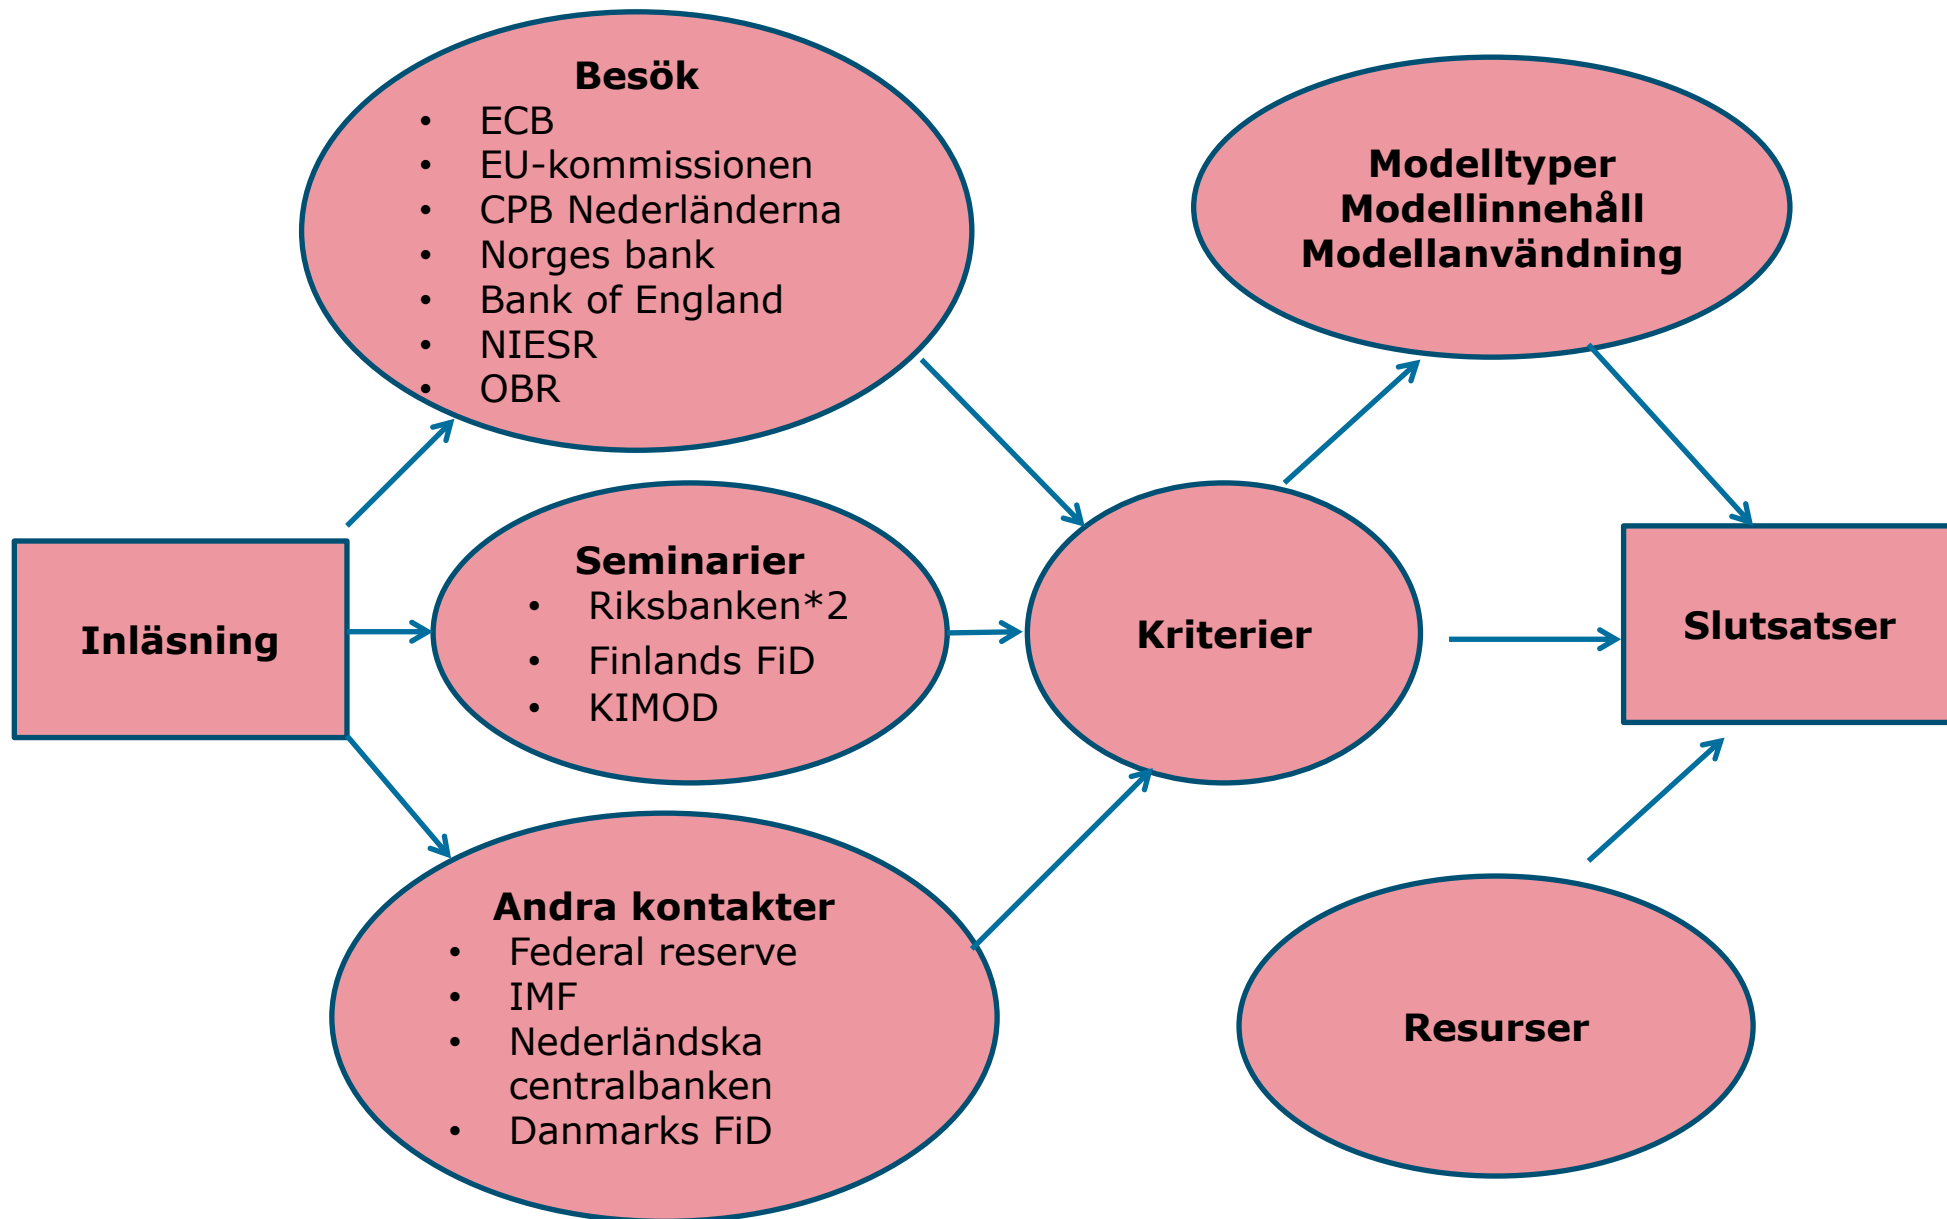 Besök
• ECB
• EU-kommissionen
• CPB Nederländerna
• Norges bank
• Bank of England
• NIESR
• OBR
Modelltyper
Modellinnehåll
Modellanvändning
Inläsning
Seminarier
• Riksbanken*2
• Finlands FiD
• KIMOD
Kriterier
Slutsatser
Andra kontakter
• Federal reserve
• IMF
• Nederländska
centralbanken
• Danmarks FiD
Resurser